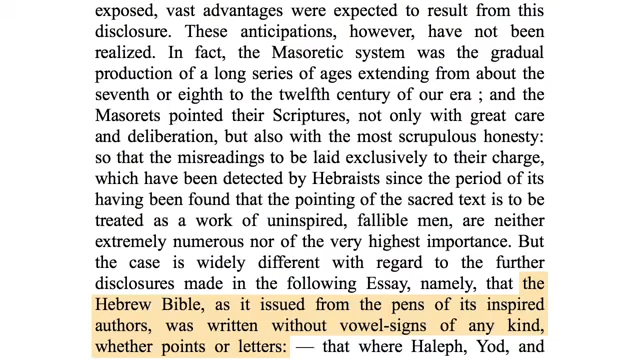 exposed, vast advantages were expected to result from this
disclosure. These anticipations, however, have not been
realized. In fact, the Masoretic system was the gradual
production of a long series of ages extending from about the
seventh or eighth to the twelfth century of our era ; and the
Masorets pointed their Scriptures, not only with great care
and deliberation, but also with the most scrupulous honesty:
so that the misreadings to be laid exclusively to their charge,
which have been detected by Hebraists since the period of its
having been found that the pointing of the sacred text is to be
treated as a work of uninspired, fallible men, are neither
extremely numerous nor of the very highest importance. But
the case is widely different with regard to the further
disclosures made in the following Essay, namely, that the
Hebrew Bible, as it issued from the pens of its inspired
authors, was written without vowel-signs of any kind,
whether points or letters: — that where Haleph, Yod, and